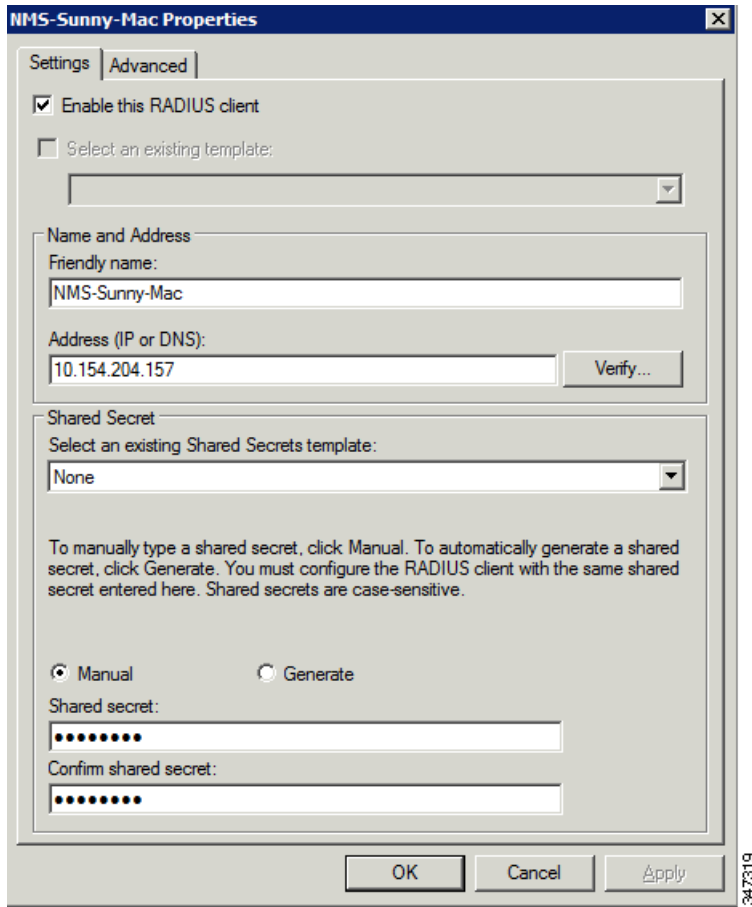 NMS-Sunny-Mac Properties
Settings
Advanced
Enable this RADIUS client
Select an existing template:
Name and Address
Friendly name:
NMS-Sunny-Mac
Address (IP or DNS):
10.154.204.157
Verify...
Shared Secret
Select an existing Shared Secrets template:
None
To manually type a shared secret, click Manual. To automatically generate a shared
secret, click Generate. You must configure the RADIUS client with the same shared
secret entered here. Shared secrets are case-sensitive.
Manual
Generate
Shared secret:
••••••••
Confirm shared secret:
••••••••
OK
Cancel
Apply
347319